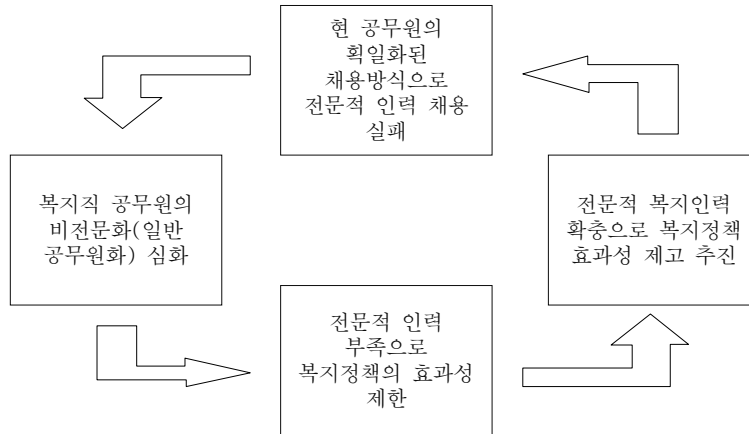 현 공무원의
획일화된
채용방식으로
전문적 인력 채용
실패
복지직 공무원의
비전문화(일반
공무원화) 심화
전문적 복지인력
확충으로 복지정책
효과성 제고 추진
전문적 인력
부족으로
복지정책의 효과성
제한